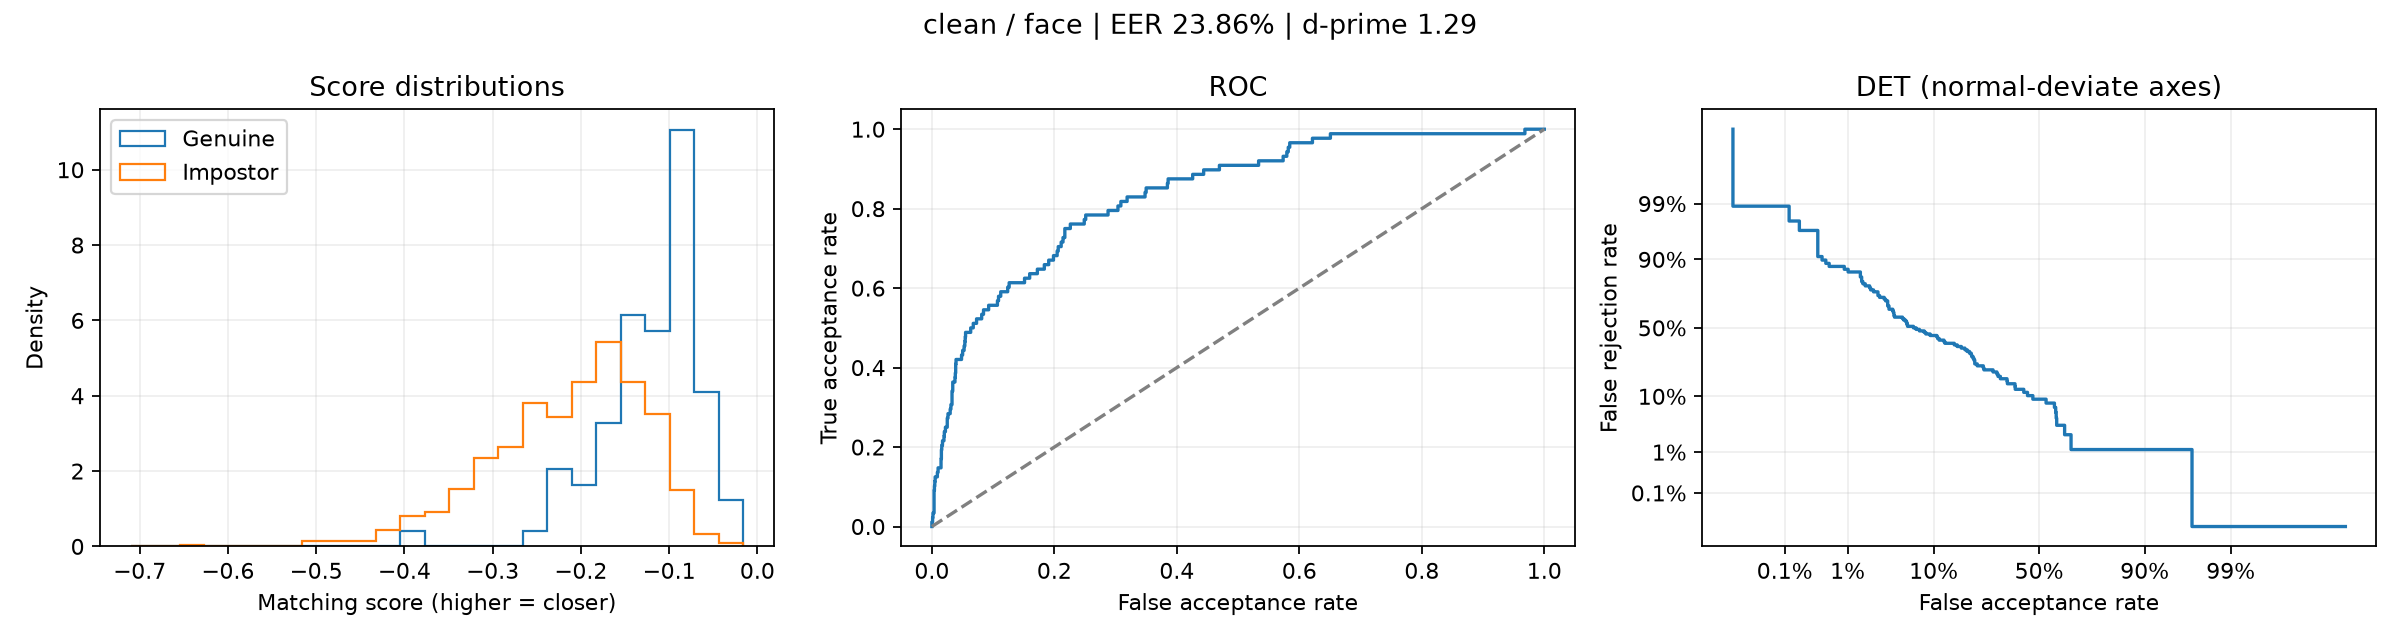 clean / face | EER 23.86% | d-prime 1.29
Score distributions
Density
10
8
6
4
2
0
Genuine
Impostor
−0.7 −0.6 −0.5 −0.4 −0.3 −0.2 −0.1 0.0
Matching score (higher = closer)
ROC
True acceptance rate
1.0
0.8
0.6
0.4
0.2
0.0
0.0 0.2 0.4 0.6 0.8 1.0
False acceptance rate
DET (normal-deviate axes)
False rejection rate
99%
90%
50%
10%
1%
0.1%
0.1% 1% 10% 50% 90% 99%
False acceptance rate